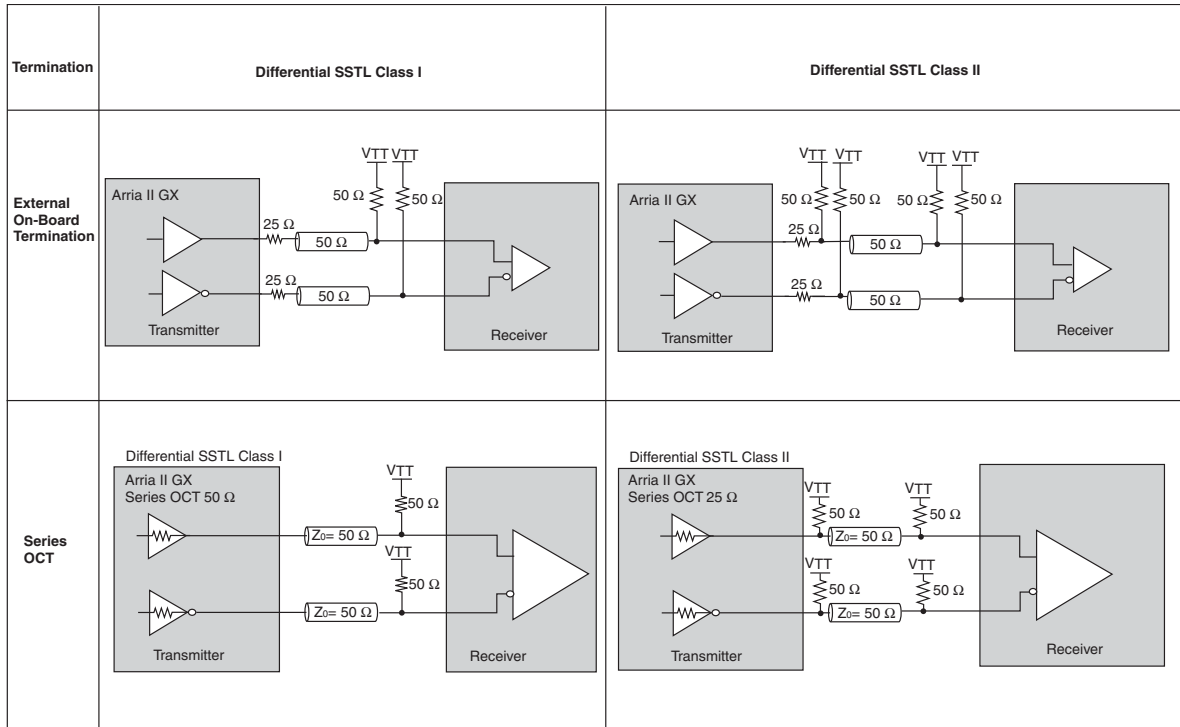 Termination
Differential SSTL Class I
Differential SSTL Class II
External
On-Board
Termination
Arria II GX
VTT VTT
50 Ω
50 Ω
25 Ω
50 Ω
25 Ω
50 Ω
Transmitter
Receiver
Arria II GX
VTT VTT
VTT VTT
50 Ω
50 Ω
50 Ω
50 Ω
25 Ω
50 Ω
25 Ω
50 Ω
Transmitter
Receiver
Series
OCT
Differential SSTL Class I
Arria II GX
Series OCT 50 Ω
VTT
50 Ω
Z0= 50 Ω
VTT
50 Ω
Z0= 50 Ω
Transmitter
Receiver
Differential SSTL Class II
Arria II GX
Series OCT 25 Ω
VTT
VTT
50 Ω
50 Ω
Z0= 50 Ω
VTT
VTT
50 Ω
50 Ω
Z0= 50 Ω
Transmitter
Receiver